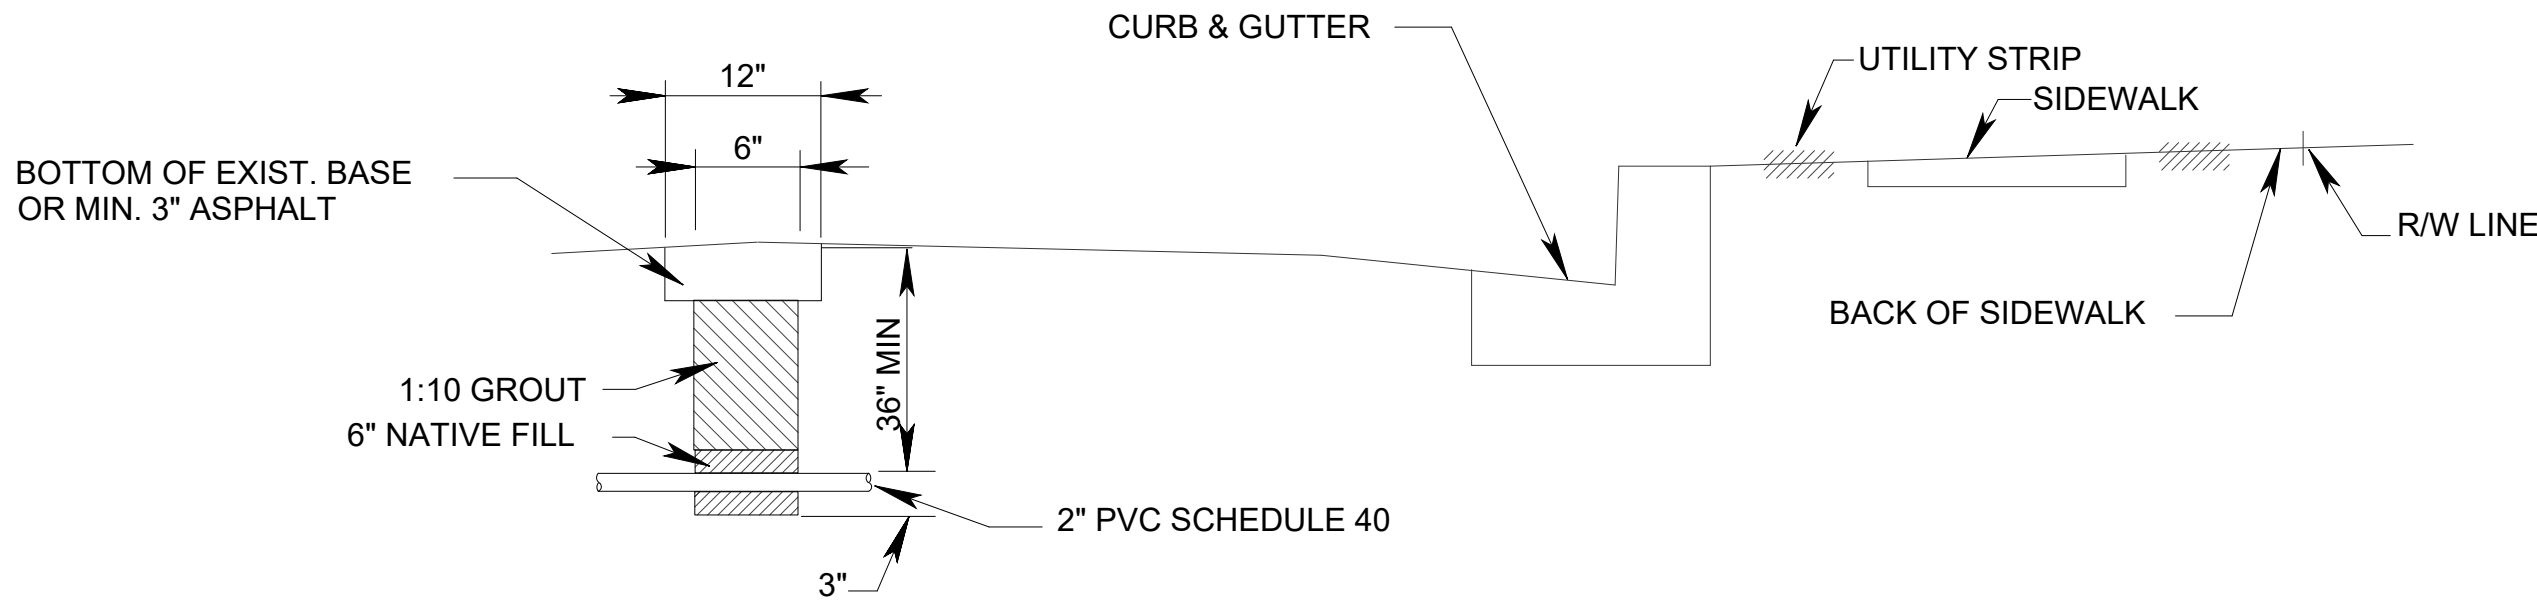 CURB & GUTTER
UTILITY STRIP
12"
SIDEWALK
6"
BOTTOM OF EXIST. BASE
OR MIN. 3" ASPHALT
R/W LINE
BACK OF SIDEWALK
36" MIN
1:10 GROUT
6" NATIVE FILL
2" PVC SCHEDULE 40
3"